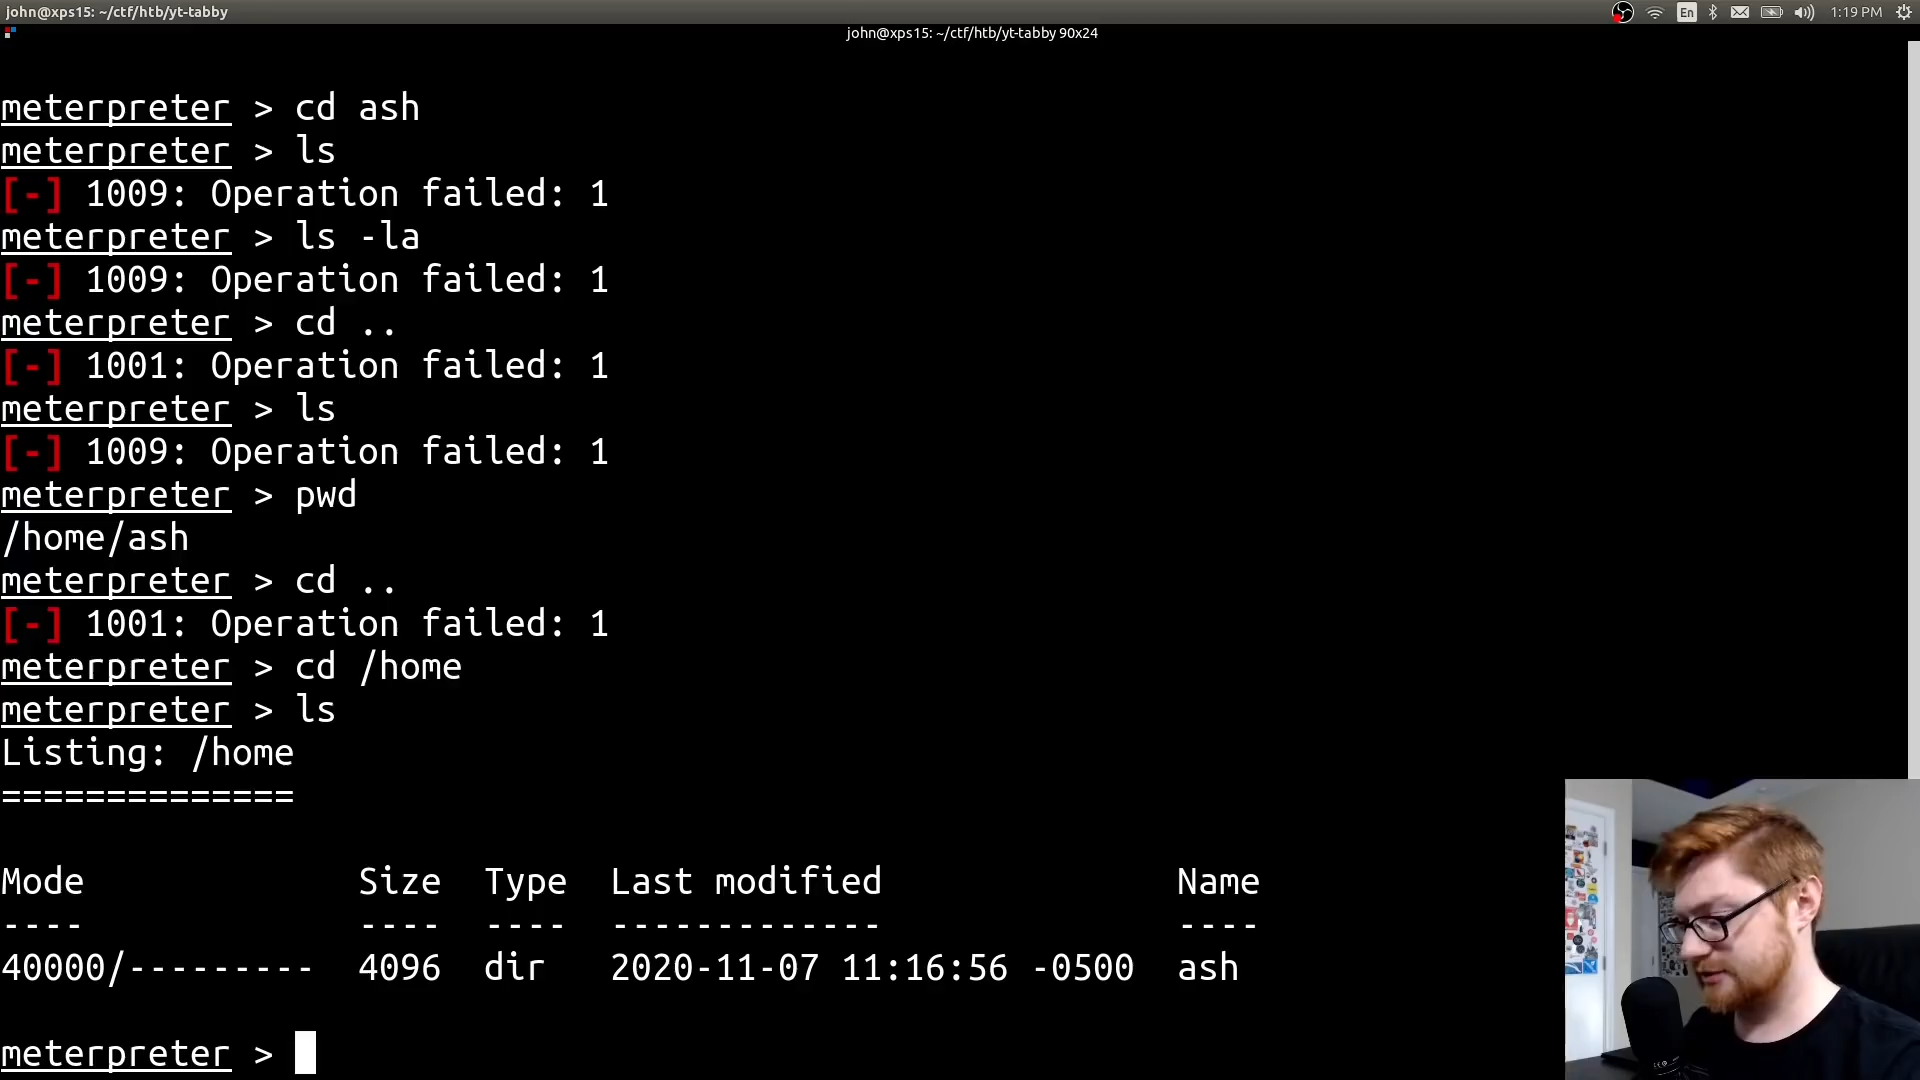 john@xps15: ~/ctf/htb/yt-tabby
En
1:19 PM
john@xps15: ~/ctf/htb/yt-tabby 90x24
meterpreter > cd ash
meterpreter > ls
[-] 1009: Operation failed: 1
meterpreter > ls -la
[-] 1009: Operation failed: 1
meterpreter > cd ..
[-] 1001: Operation failed: 1
meterpreter > ls
[-] 1009: Operation failed: 1
meterpreter > pwd
/home/ash
meterpreter > cd ..
[-] 1001: Operation failed: 1
meterpreter > cd /home
meterpreter > ls
Listing: /home
==============
Mode Size Type Last modified Name
---- ---- ---- ------------- ----
40000/--------- 4096 dir 2020-11-07 11:16:56 -0500 ash
meterpreter >